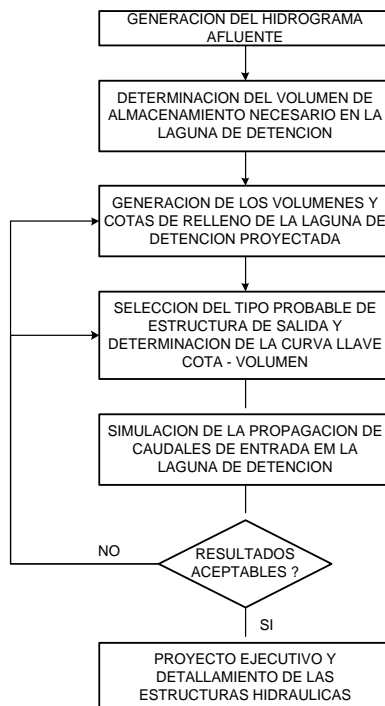 GENERACION DEL HIDROGRAMA
AFLUENTE
DETERMINACION DEL VOLUMEN DE
ALMACENAMIENTO NECESARIO EN LA
LAGUNA DE DETENCION
GENERACION DE LOS VOLUMENES Y
COTAS DE RELLENO DE LA LAGUNA DE
DETENCION PROYECTADA
SELECCION DEL TIPO PROBABLE DE
ESTRUCTURA DE SALIDA Y
DETERMINACION DE LA CURVA LLAVE
COTA - VOLUMEN
SIMULACION DE LA PROPAGACION DE
CAUDALES DE ENTRADA EM LA
LAGUNA DE DETENCION
NO
RESULTADOS
ACEPTABLES ?
SI
PROYECTO EJECUTIVO Y
DETALLAMIENTO DE LAS
ESTRUCTURAS HIDRAULICAS